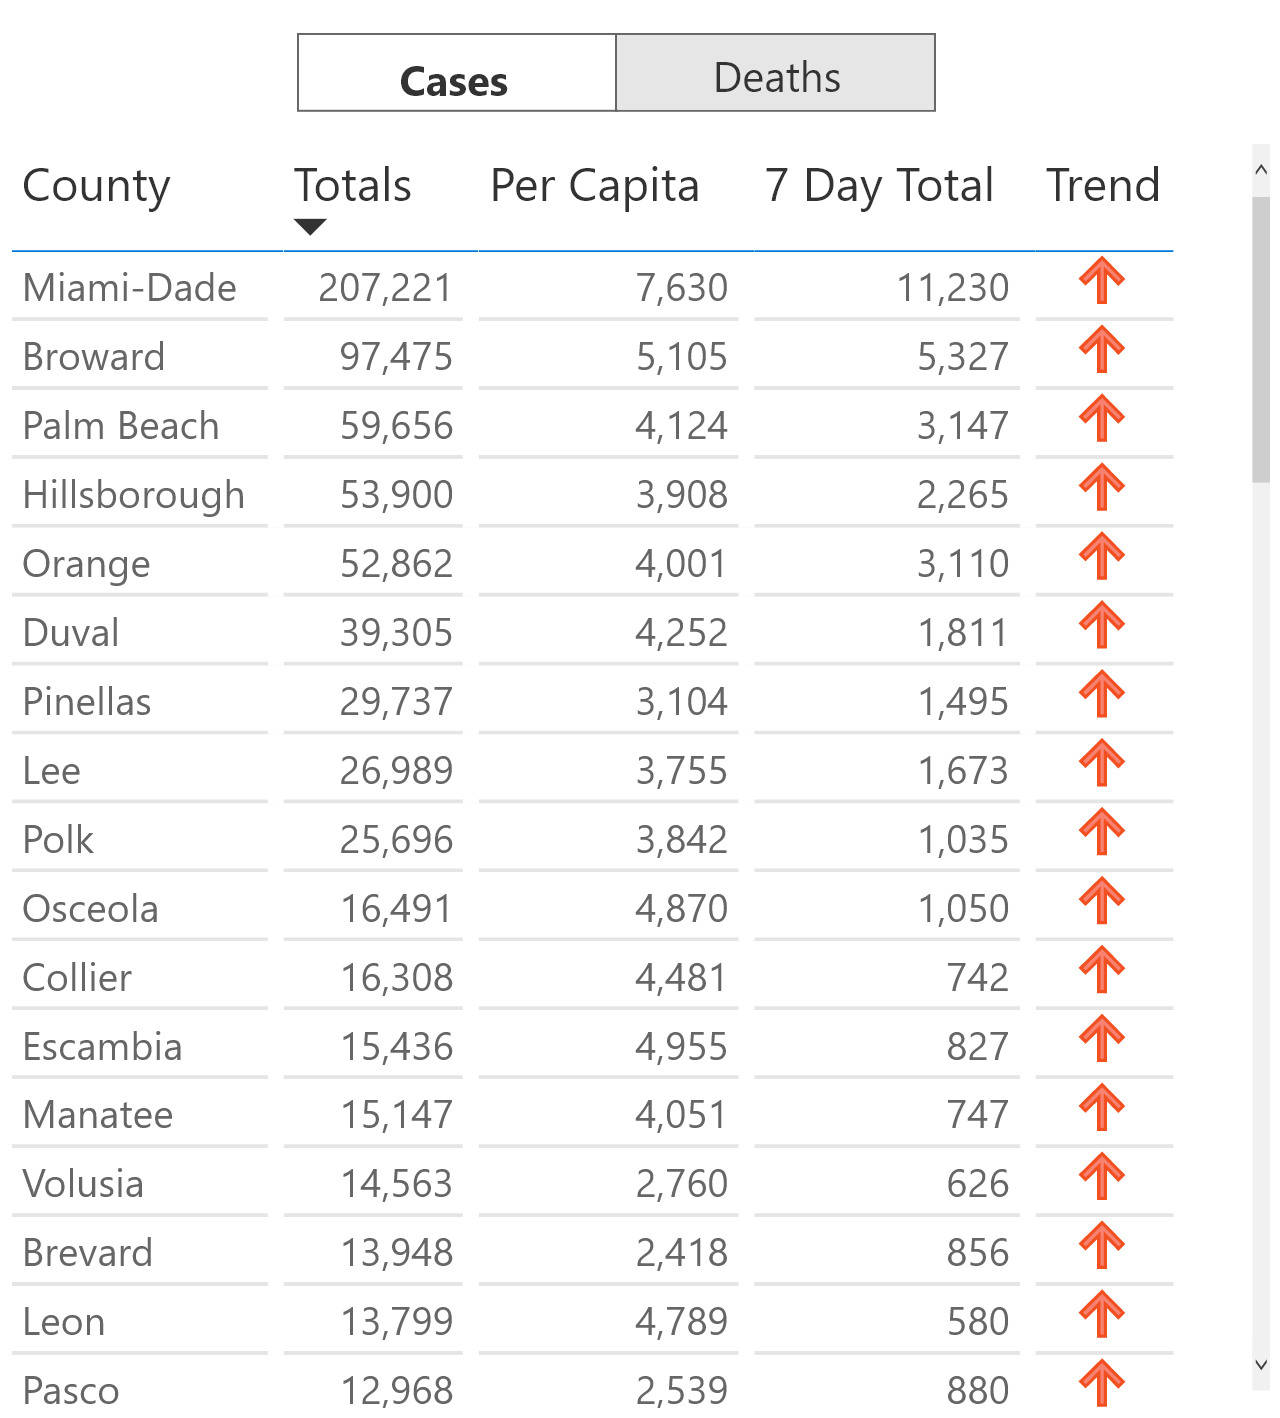 Cases Deaths
County Totals Per Capita 7 Day Total Trend
Miami-Dade 207,221 7,630 11,230
Broward 97,475 5,105 5,327
Palm Beach 59,656 4,124 3,147
Hillsborough 53,900 3,908 2,265
Orange 52,862 4,001 3,110
Duval 39,305 4,252 1,811
Pinellas 29,737 3,104 1,495
Lee 26,989 3,755 1,673
Polk 25,696 3,842 1,035
Osceola 16,491 4,870 1,050
Collier 16,308 4,481 742
Escambia 15,436 4,955 827
Manatee 15,147 4,051 747
Volusia 14,563 2,760 626
Brevard 13,948 2,418 856
Leon 13,799 4,789 580
Pasco 12,968 2,539 880